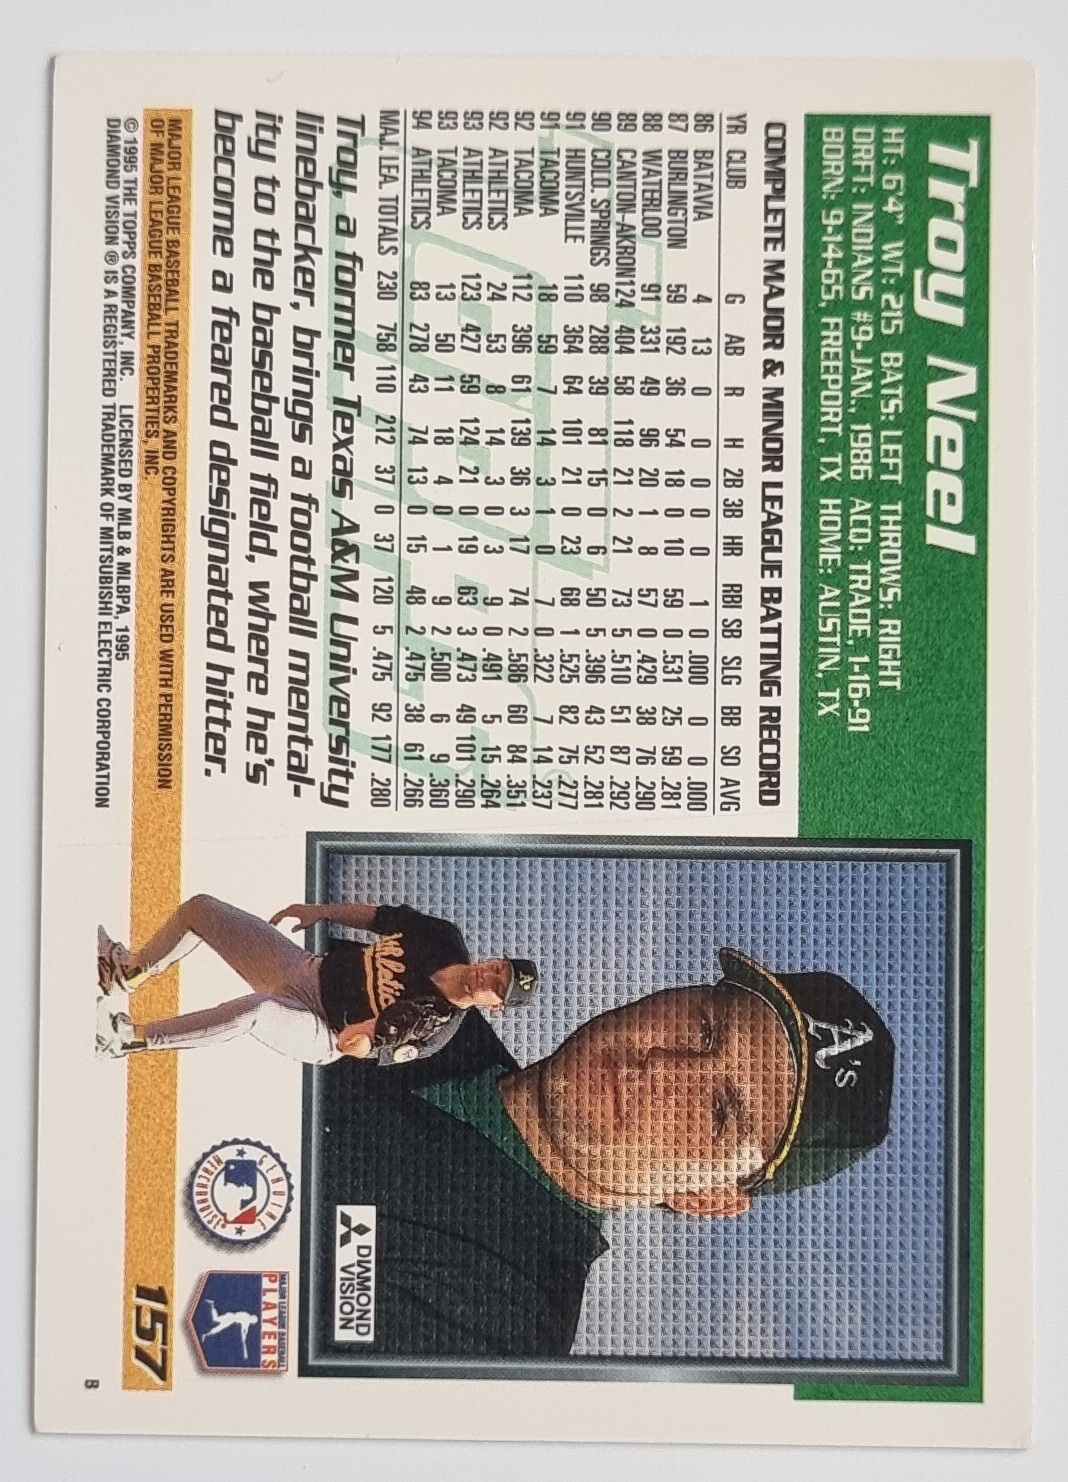 Troy Neel
HT: 6'4" WT: 215 BATS: LEFT THROWS: RIGHT
DRFT: INDIANS #9-JAN., 1986 ACQ: TRADE, 1-16-91
BORN: 9-14-65, FREEPORT, TX HOME: AUSTIN, TX
COMPLETE MAJOR & MINOR LEAGUE BATTING RECORD
YR CLUB G AB R H 2B 3B HR RBI SB SLG BB SO AVG
86 BATAVIA 4 13 0 0 0 0 0 1 0 .000 0 0 .000
87 BURLINGTON 59 192 36 54 18 0 10 59 0 .531 25 59 .281
88 WATERLOO 91 331 49 96 20 1 8 57 0 .429 38 76 .290
89 CANTON-AKRON 124 404 58 118 21 2 21 73 5 .510 51 87 .292
90 COLO. SPRINGS 98 288 39 81 15 0 6 50 5 .396 43 52 .281
91 HUNTSVILLE 110 364 64 101 21 0 23 68 1 .525 82 75 .277
91 TACOMA 18 59 7 14 3 1 0 7 0 .322 7 14 .237
92 TACOMA 112 396 61 139 36 3 17 74 2 .586 60 84 .351
92 ATHLETICS 24 53 8 14 3 0 3 9 0 .491 5 15 .264
93 ATHLETICS 123 427 59 124 21 0 19 63 3 .473 49 101 .290
93 TACOMA 13 50 11 18 4 0 1 9 2 .500 6 9 .360
94 ATHLETICS 83 278 43 74 13 0 15 48 2 .475 38 61 .266
MAJ. LEA. TOTALS 230 758 110 212 37 0 37 120 5 .475 92 177 .280
Troy, a former Texas A&M University
linebacker, brings a football mental-
ity to the baseball field, where he's
become a feared designated hitter.
MAJOR LEAGUE BASEBALL TRADEMARKS AND COPYRIGHTS ARE USED WITH PERMISSION
OF MAJOR LEAGUE BASEBALL PROPERTIES, INC.
© 1995 THE TOPPS COMPANY, INC. LICENSED BY MLB & MLBPA, 1995
DIAMOND VISION ® IS A REGISTERED TRADEMARK OF MITSUBISHI ELECTRIC CORPORATION
A's
A's
Athletics
DIAMOND
VISION
GENUINE
MERCHANDISE
MAJOR LEAGUE BASEBALL
PLAYERS
157
B